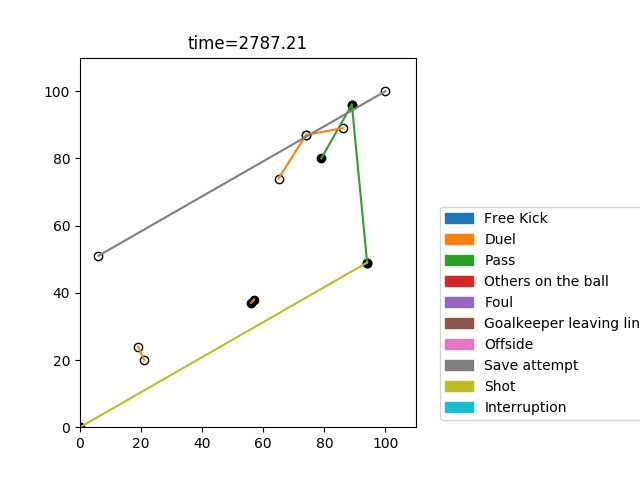 time=2787.21
100
80
60
40
20
0
0 20 40 60 80 100
Free Kick
Duel
Pass
Others on the ball
Foul
Goalkeeper leaving lin
Offside
Save attempt
Shot
Interruption